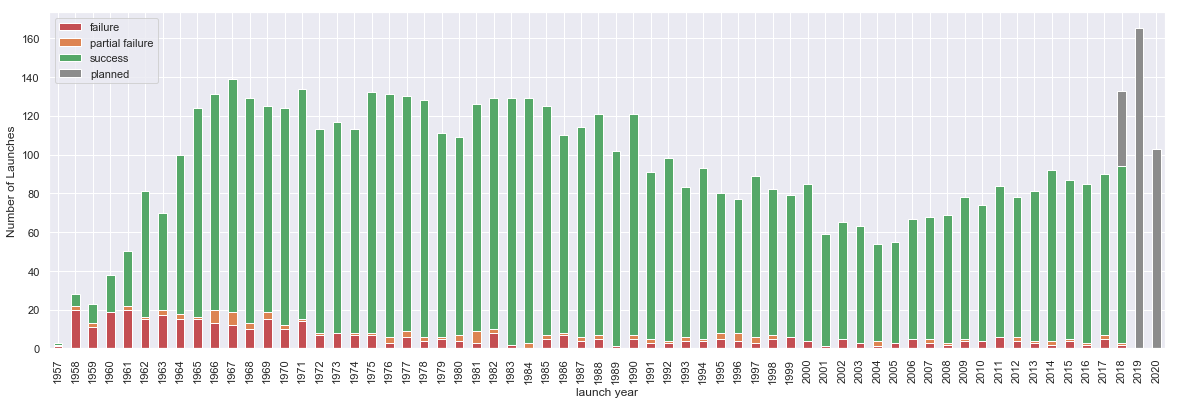 failure
partial failure
success
planned
Number of Launches
160
140
120
100
80
60
40
20
0
1957 1958 1959 1960 1961 1962 1963 1964 1965 1966 1967 1968 1969 1970 1971 1972 1973 1974 1975 1976 1977 1978 1979 1980 1981 1982 1983 1984 1985 1986 1987 1988 1989 1990 1991 1992 1993 1994 1995 1996 1997 1998 1999 2000 2001 2002 2003 2004 2005 2006 2007 2008 2009 2010 2011 2012 2013 2014 2015 2016 2017 2018 2019 2020
launch year